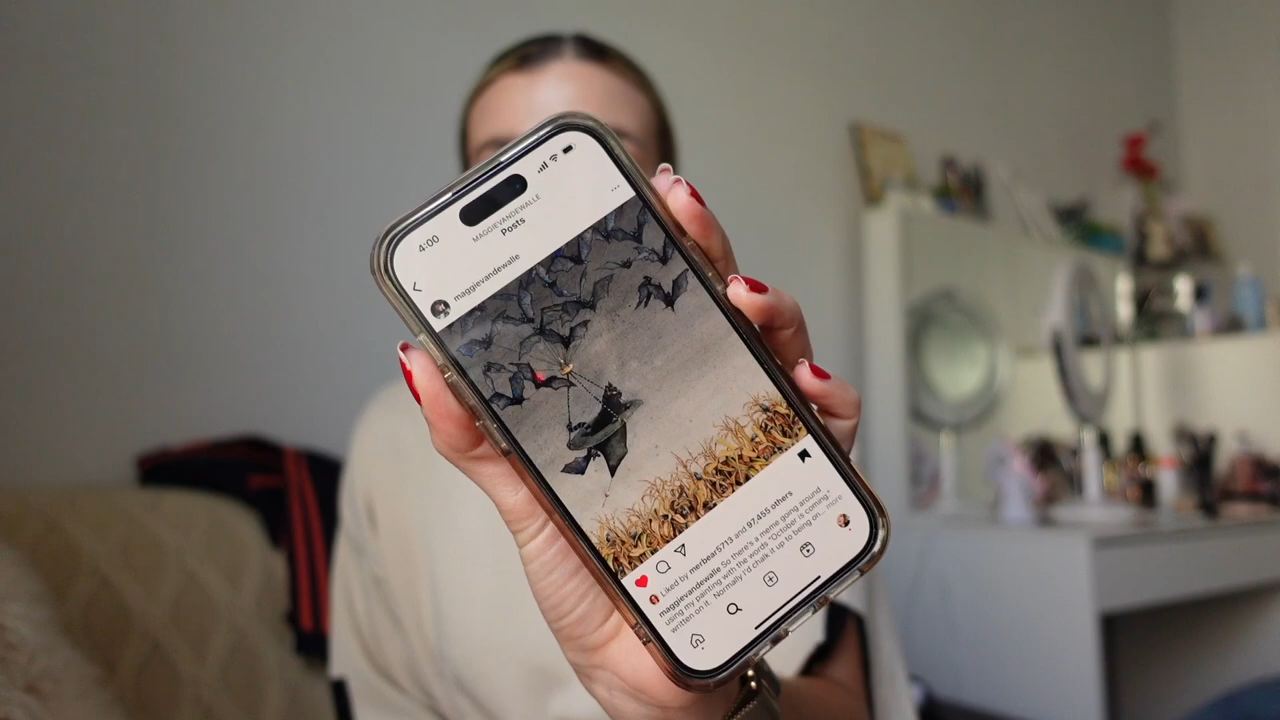 4:00
MAGGIEVANDEWALLE
Posts
maggievandewalle
Liked by merbear5713 and 97,455 others
maggievandewalle So there's a meme going around
using my painting with the words "October is coming"
written on it. Normally I'd chalk it up to being on... more